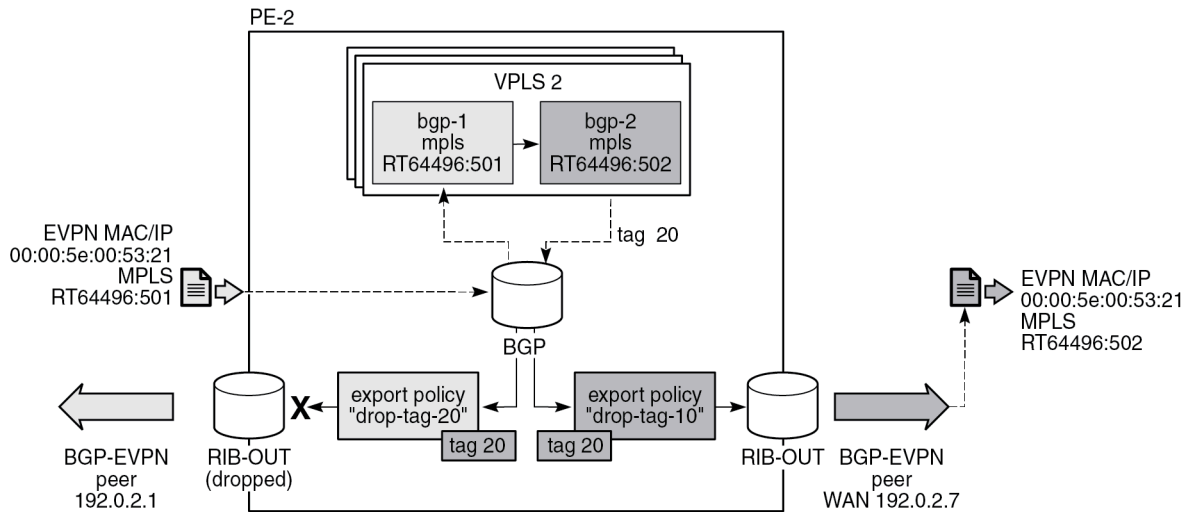 PE-2
VPLS 2
bgp-1
mpls
RT64496:501
bgp-2
mpls
RT64496:502
tag 20
EVPN MAC/IP
00:00:5e:00:53:21
MPLS
RT64496:501
EVPN MAC/IP
00:00:5e:00:53:21
MPLS
RT64496:502
BGP
export policy
"drop-tag-20"
tag 20
export policy
"drop-tag-10"
tag 20
X
BGP-EVPN
peer
192.0.2.1
RIB-OUT
(dropped)
RIB-OUT
BGP-EVPN
peer
WAN 192.0.2.7